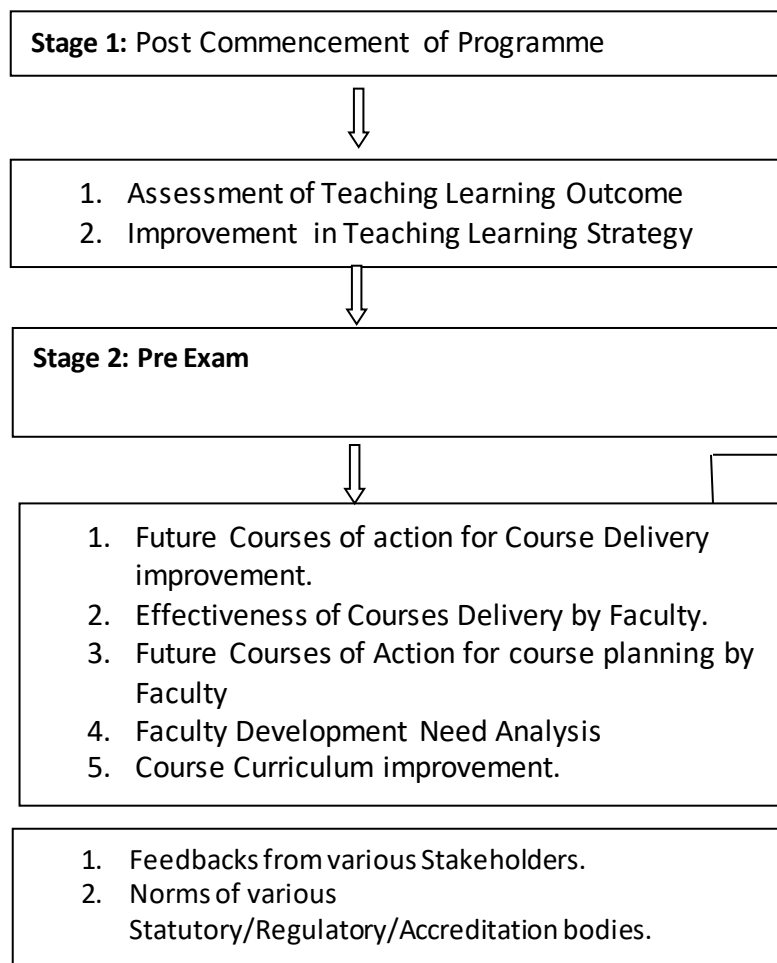 Stage 1: Post Commencement of Programme
1. Assessment of Teaching Learning Outcome
2. Improvement in Teaching Learning Strategy
Stage 2: Pre Exam
1. Future Courses of action for Course Delivery
improvement.
2. Effectiveness of Courses Delivery by Faculty.
3. Future Courses of Action for course planning by
Faculty
4. Faculty Development Need Analysis
5. Course Curriculum improvement.
1. Feedbacks from various Stakeholders.
2. Norms of various
Statutory/Regulatory/Accreditation bodies.